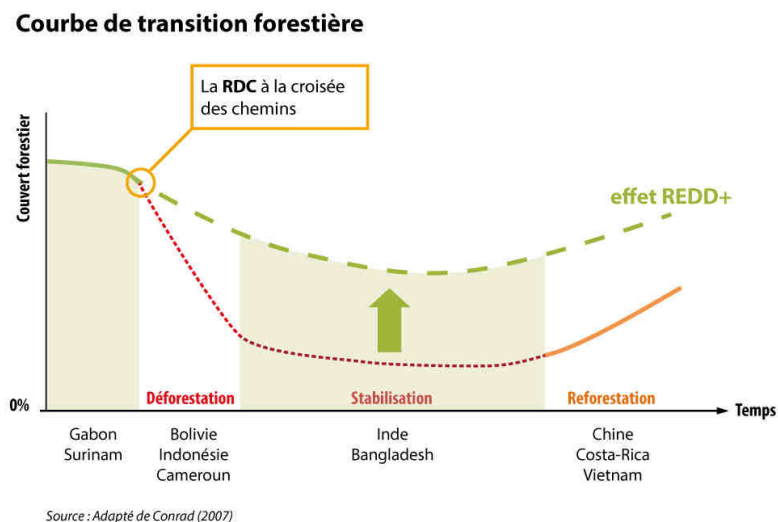 Courbe de transition forestière
La RDC à la croisée
des chemins
Couvert forestier
effet REDD+
0%
Déforestation
Stabilisation
Reforestation
Temps
Gabon
Surinam
Bolivie
Indonésie
Cameroun
Inde
Bangladesh
Chine
Costa-Rica
Vietnam
Source : Adapté de Conrad (2007)